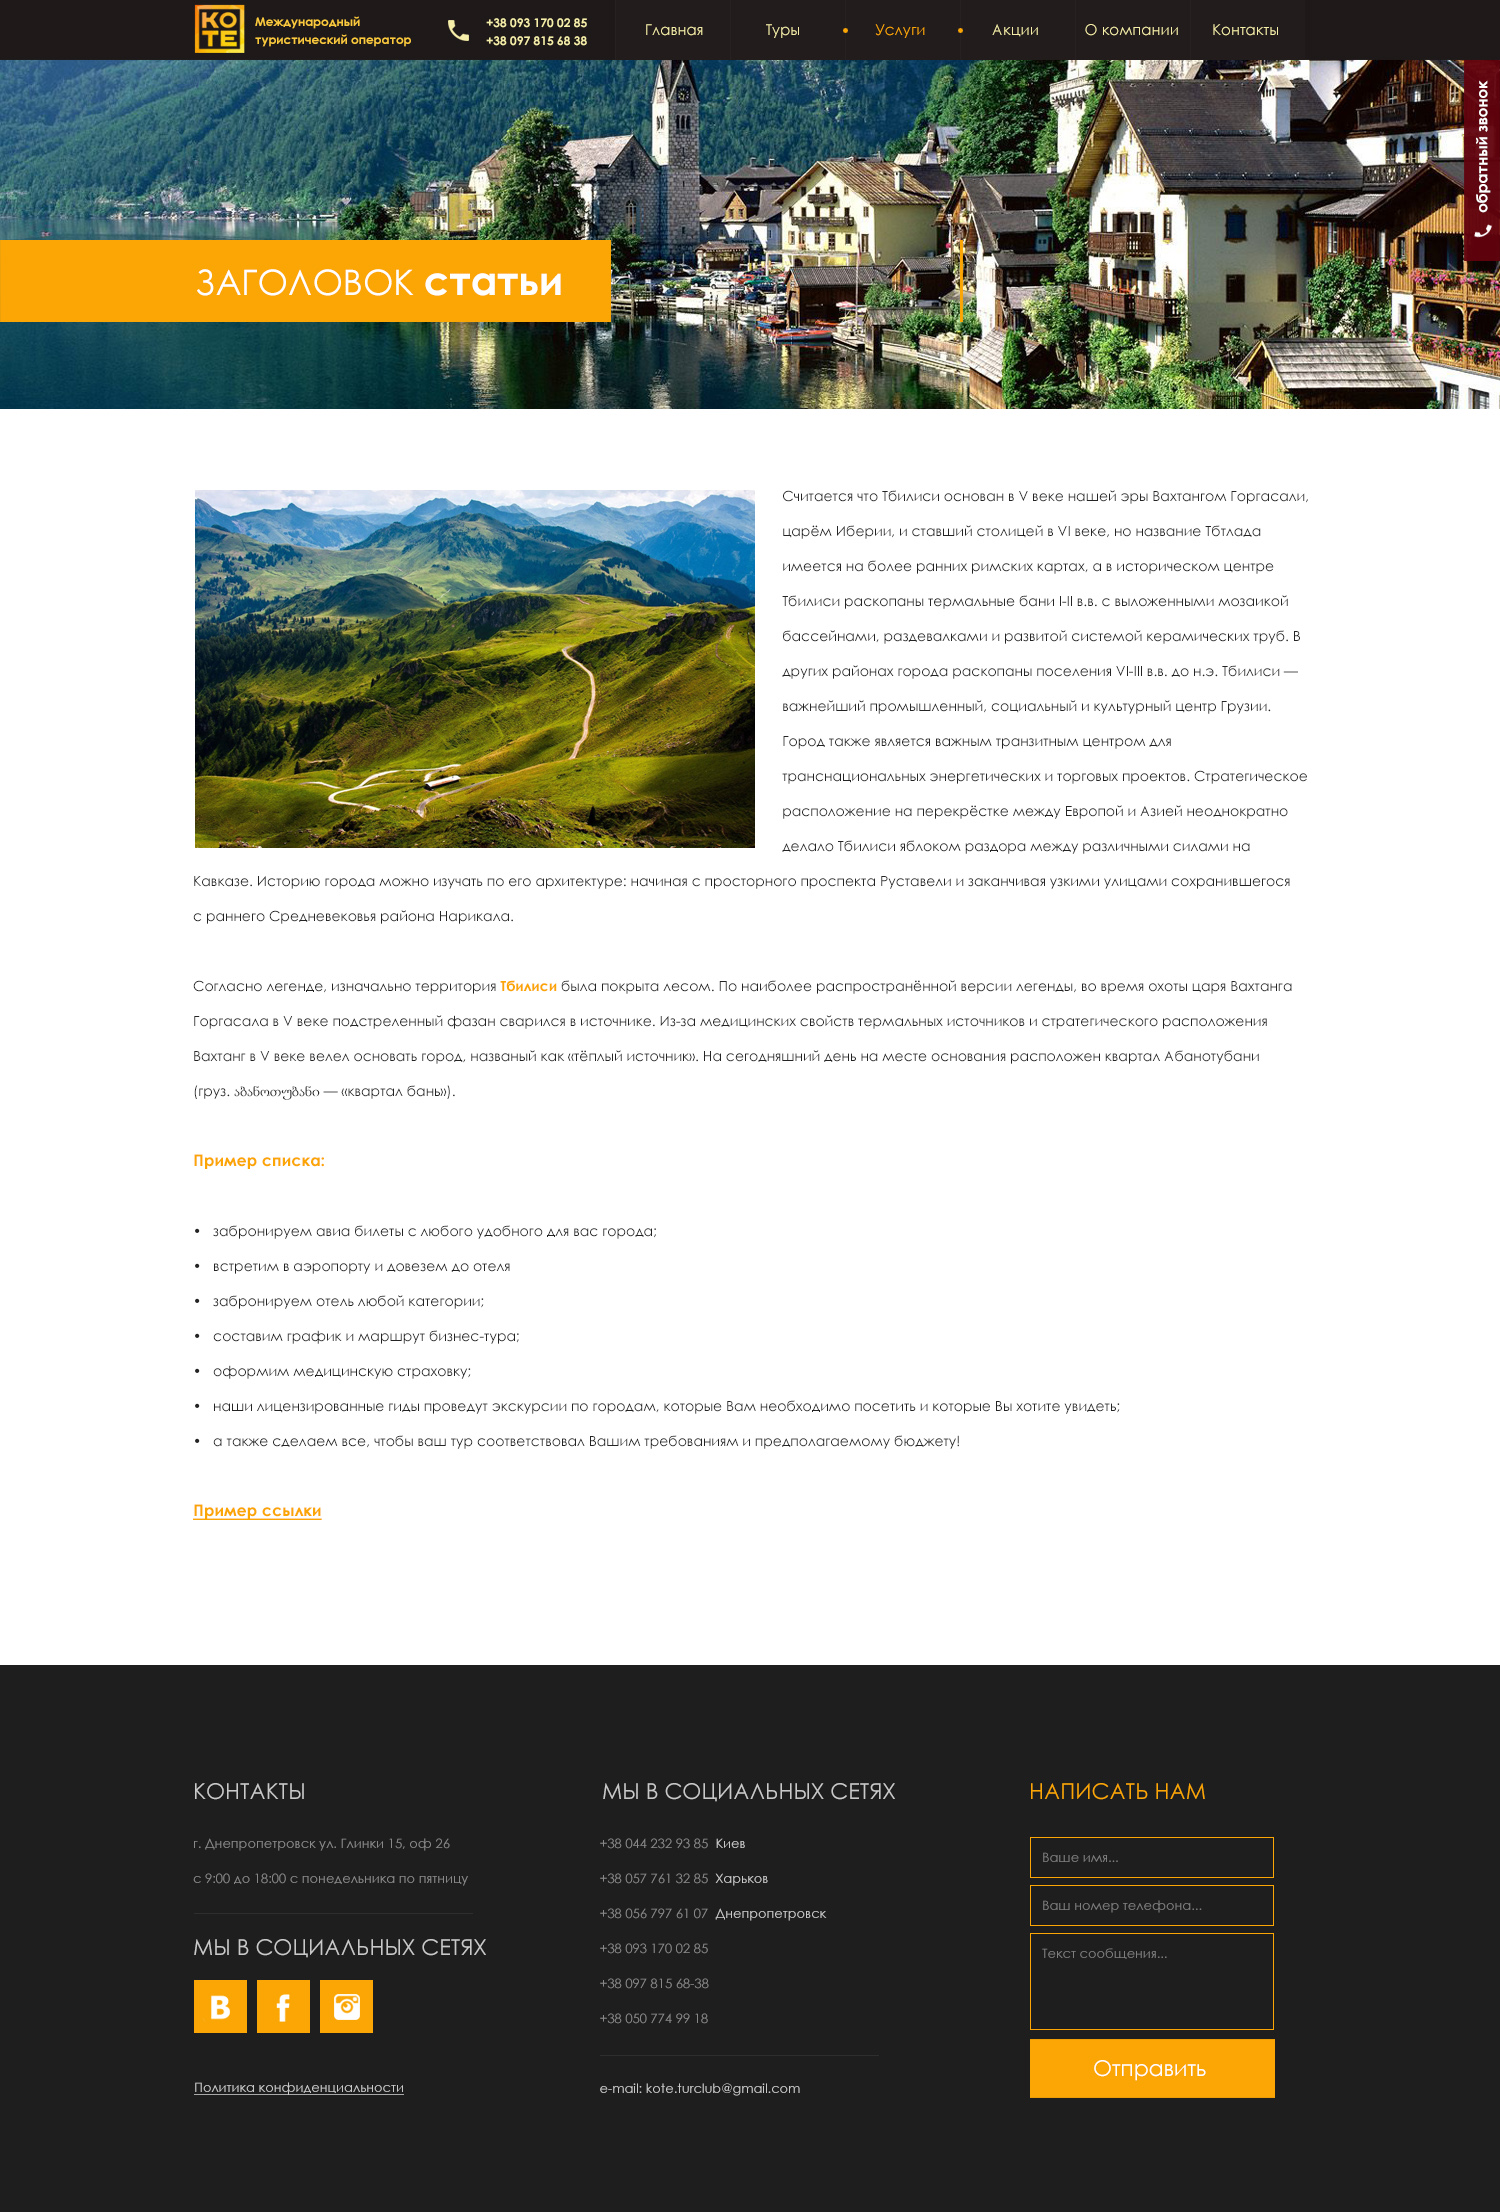 КО
ТЕ
Международный
туристический оператор
+38 093 170 02 85
+38 097 815 68 38
Главная
Туры
Услуги
Акции
О компании
Контакты
обратный звонок
ЗАГОЛОВОК статьи
Считается что Тбилиси основан в V веке нашей эры Вахтангом Горгасали,
царём Иберии, и ставший столицей в VI веке, но название Тбтлада
имеется на более ранних римских картах, а в историческом центре
Тбилиси раскопаны термальные бани I-II в.в. с выложенными мозаикой
бассейнами, раздевалками и развитой системой керамических труб. В
других районах города раскопаны поселения VI-III в.в. до н.э. Тбилиси —
важнейший промышленный, социальный и культурный центр Грузии.
Город также является важным транзитным центром для
транснациональных энергетических и торговых проектов. Стратегическое
расположение на перекрёстке между Европой и Азией неоднократно
делало Тбилиси яблоком раздора между различными силами на
Кавказе. Историю города можно изучать по его архитектуре: начиная с просторного проспекта Руставели и заканчивая узкими улицами сохранившегося
с раннего Средневековья района Нарикала.
Согласно легенде, изначально территория Тбилиси была покрыта лесом. По наиболее распространённой версии легенды, во время охоты царя Вахтанга
Горгасала в V веке подстреленный фазан сварился в источнике. Из-за медицинских свойств термальных источников и стратегического расположения
Вахтанг в V веке велел основать город, названый как «тёплый источник». На сегодняшний день на месте основания расположен квартал Абанотубани
(груз. აბანოთუბანი — «квартал бань»).
Пример списка:
• забронируем авиа билеты с любого удобного для вас города;
• встретим в аэропорту и довезем до отеля
• забронируем отель любой категории;
• составим график и маршрут бизнес-тура;
• оформим медицинскую страховку;
• наши лицензированные гиды проведут экскурсии по городам, которые Вам необходимо посетить и которые Вы хотите увидеть;
• а также сделаем все, чтобы ваш тур соответствовал Вашим требованиям и предполагаемому бюджету!
Пример ссылки
КОНТАКТЫ
г. Днепропетровск ул. Глинки 15, оф 26
с 9:00 до 18:00 с понедельника по пятницу
МЫ В СОЦИАЛЬНЫХ СЕТЯХ
В f
Политика конфиденциальности
МЫ В СОЦИАЛЬНЫХ СЕТЯХ
+38 044 232 93 85 Киев
+38 057 761 32 85 Харьков
+38 056 797 61 07 Днепропетровск
+38 093 170 02 85
+38 097 815 68-38
+38 050 774 99 18
e-mail: kote.turclub@gmail.com
НАПИСАТЬ НАМ
Ваше имя...
Ваш номер телефона...
Текст сообщения...
Отправить